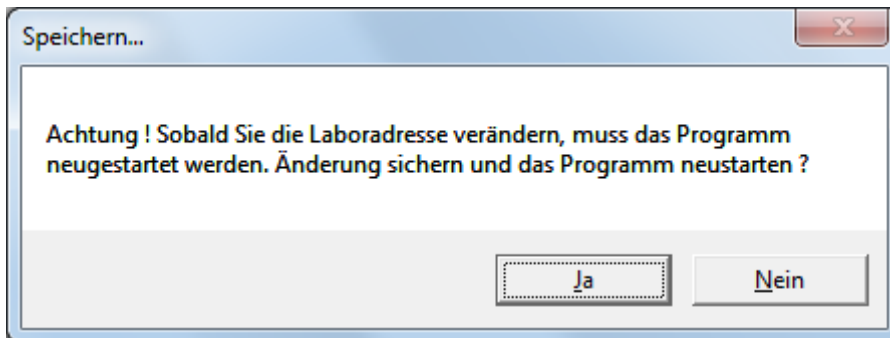 Speichern...
Achtung ! Sobald Sie die Laboradresse verändern, muss das Programm
neugestartet werden. Änderung sichern und das Programm neustarten ?
Ja Nein